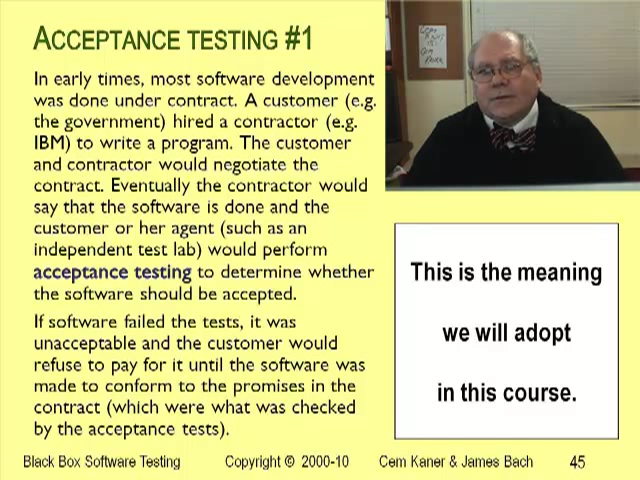 ACCEPTANCE TESTING #1
In early times, most software development
was done under contract. A customer (e.g.
the government) hired a contractor (e.g.
IBM) to write a program. The customer
and contractor would negotiate the
contract. Eventually the contractor would
say that the software is done and the
customer or her agent (such as an
independent test lab) would perform
acceptance testing to determine whether
the software should be accepted.
If software failed the tests, it was
unacceptable and the customer would
refuse to pay for it until the software was
made to conform to the promises in the
contract (which were what was checked
by the acceptance tests).
This is the meaning
we will adopt
in this course.
Black Box Software Testing Copyright © 2000-10 Cem Kaner & James Bach 45